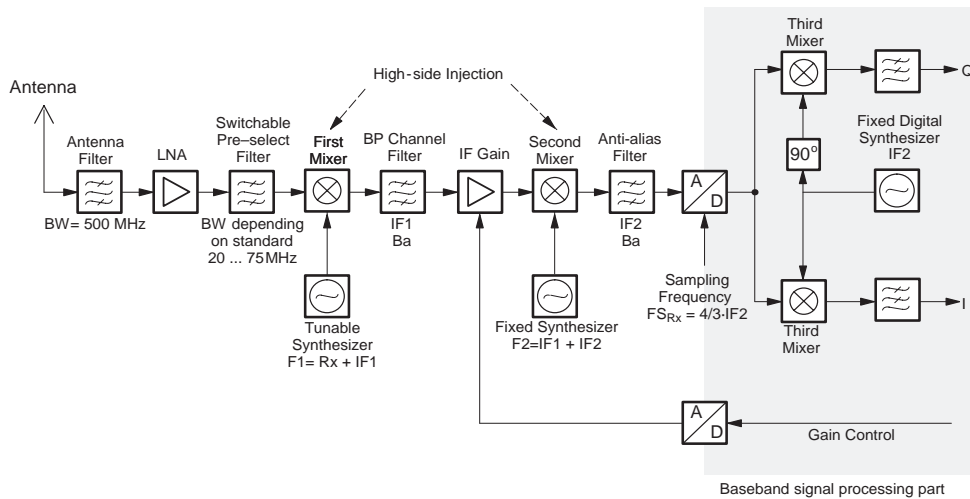 Third
Mixer
Q
High-side Injection
Antenna
Antenna
Filter
LNA
Switchable
Pre–select
Filter
First
Mixer
BP Channel
Filter
IF Gain
Second
Mixer
Anti-alias
Filter
Fixed Digital
Synthesizer
IF2
90°
A
D
BW= 500 MHz
BW depending
on standard
20 ... 75MHz
IF1
Ba
IF2
Ba
Sampling
Frequency
FSRx = 4/3·IF2
I
Third
Mixer
Tunable
Synthesizer
F1= Rx + IF1
Fixed Synthesizer
F2=IF1 + IF2
A
D
Gain Control
Baseband signal processing part